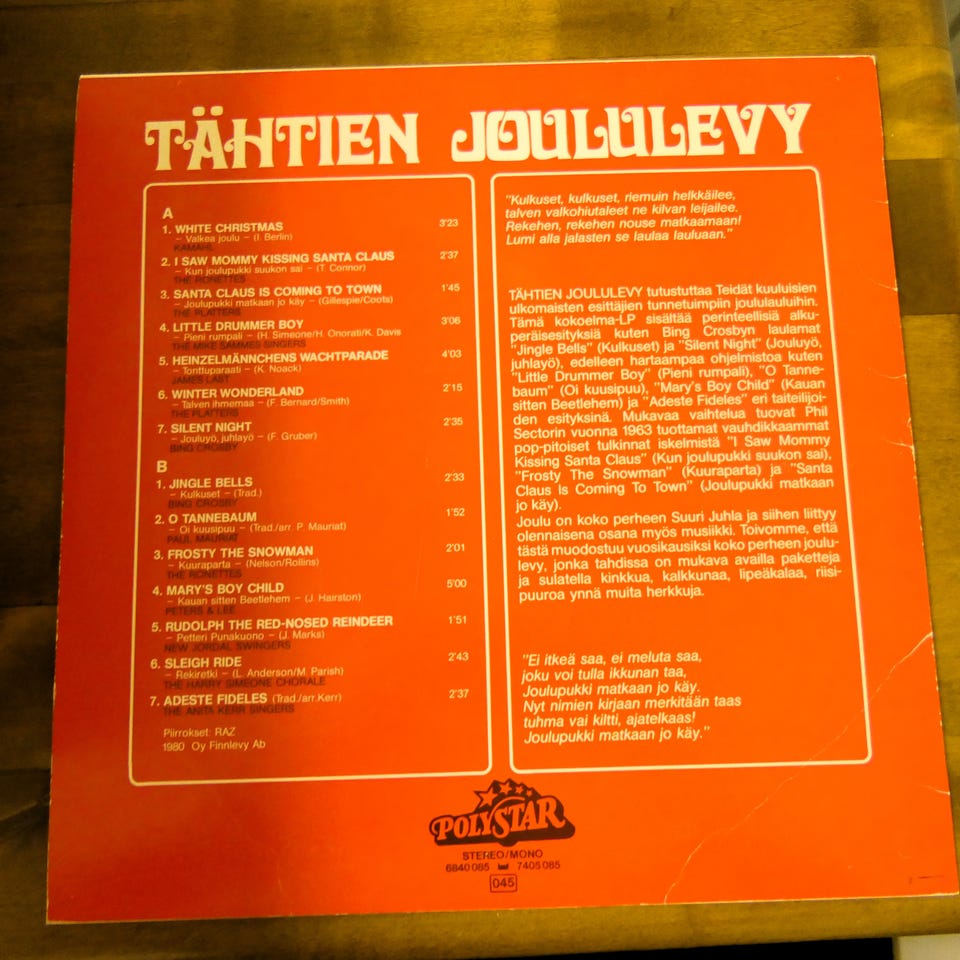 TÄHTIEN JOULULEVY
A
1. WHITE CHRISTMAS 3'23
– Valkea joulu – (I. Berlin)
KAMAHL
2. I SAW MOMMY KISSING SANTA CLAUS 2'37
– Kun joulupukki suukon sai – (T. Connor)
THE RONETTES
3. SANTA CLAUS IS COMING TO TOWN 1'45
– Joulupukki matkaan jo käy – (Gillespie/Coots)
THE PLATTERS
4. LITTLE DRUMMER BOY 3'06
– Pieni rumpali – (H. Simeone/H. Onorati/K. Davis
THE MIKE SAMMES SINGERS
5. HEINZELMÄNNCHENS WACHTPARADE 4'03
– Tonttuparaati – (K. Noack)
JAMES LAST
6. WINTER WONDERLAND 2'15
– Talven ihmemaa – (F. Bernard/Smith)
THE PLATTERS
7. SILENT NIGHT 2'35
– Jouluyö, juhlayö – (F. Gruber)
BING CROSBY
B
1. JINGLE BELLS 2'33
– Kulkuset – (Trad.)
BING CROSBY
2. O TANNEBAUM 1'52
– Oi kuusipuu – (Trad./arr. P. Mauriat)
PAUL MAURIAT
3. FROSTY THE SNOWMAN 2'01
– Kuuraparta – (Nelson/Rollins)
THE RONETTES
4. MARY'S BOY CHILD 5'00
– Kauan sitten Beetlehem – (J. Hairston)
PETERS & LEE
5. RUDOLPH THE RED-NOSED REINDEER 1'51
– Petteri Punakuono – (J. Marks)
NEW JORDAL SWINGERS
6. SLEIGH RIDE 2'43
– Rekiretki – (L. Anderson/M. Parish)
THE HARRY SIMEONE CHORALE
7. ADESTE FIDELES (Trad./arr.Kerr) 2'37
THE ANITA KERR SINGERS
Piirrokset: RAZ
1980 Oy Finnlevy Ab
"Kulkuset, kulkuset, riemuin helkkäilee,
talven valkohiutaleet ne kilvan leijailee.
Rekehen, rekehen nouse matkaamaan!
Lumi alla jalasten se laulaa lauluaan."
TÄHTIEN JOULULEVY tutustuttaa Teidät kuuluisien
ulkomaisten esittäjien tunnetuimpiin joululauluihin.
Tämä kokoelma-LP sisältää perinteellisiä alku-
peräisesityksiä kuten Bing Crosbyn laulamat
"Jingle Bells" (Kulkuset) ja "Silent Night" (Jouluyö,
juhlayö), edelleen hartaampaa ohjelmistoa kuten
"Little Drummer Boy" (Pieni rumpali), "O Tanne-
baum" (Oi kuusipuu), "Mary's Boy Child" (Kauan
sitten Beetlehem) ja "Adeste Fideles" eri taiteilijoi-
den esityksinä. Mukavaa vaihtelua tuovat Phil
Sectorin vuonna 1963 tuottamat vauhdikkaammat
pop-pitoiset tulkinnat iskelmistä "I Saw Mommy
Kissing Santa Claus" (Kun joulupukki suukon sai),
"Frosty The Snowman" (Kuuraparta) ja "Santa
Claus Is Coming To Town" (Joulupukki matkaan
jo käy).
Joulu on koko perheen Suuri Juhla ja siihen liittyy
olennaisena osana myös musiikki. Toivomme, että
tästä muodostuu vuosikausiksi koko perheen joulu-
levy, jonka tahdissa on mukava availla paketteja
ja sulatella kinkkua, kalkkunaa, lipeäkalaa, riisi-
puuroa ynnä muita herkkuja.
"Ei itkeä saa, ei meluta saa,
joku voi tulla ikkunan taa,
Joulupukki matkaan jo käy.
Nyt nimien kirjaan merkitään taas
tuhma vai kiltti, ajatelkaas!
Joulupukki matkaan jo käy."
POLYSTAR
STEREO/MONO
6840 085 7405 085
045